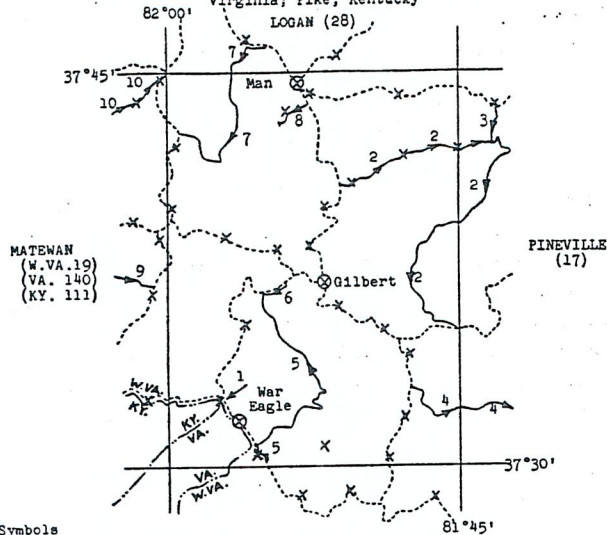 Virginia; Pike, Kentucky
82°00'
LOGAN (28)
7
37°45'
Man
10
10
8
3
7
2
2
2
2
MATEWAN
(W.VA.19)
(VA. 140)
(KY. 111)
PINEVILLE
(17)
9
Gilbert
2
6
5
1
War
Eagle
W.VA.
KY.
KY.
VA.
4
4
5
VA.
W.VA.
37°30'
Symbols
81°45'